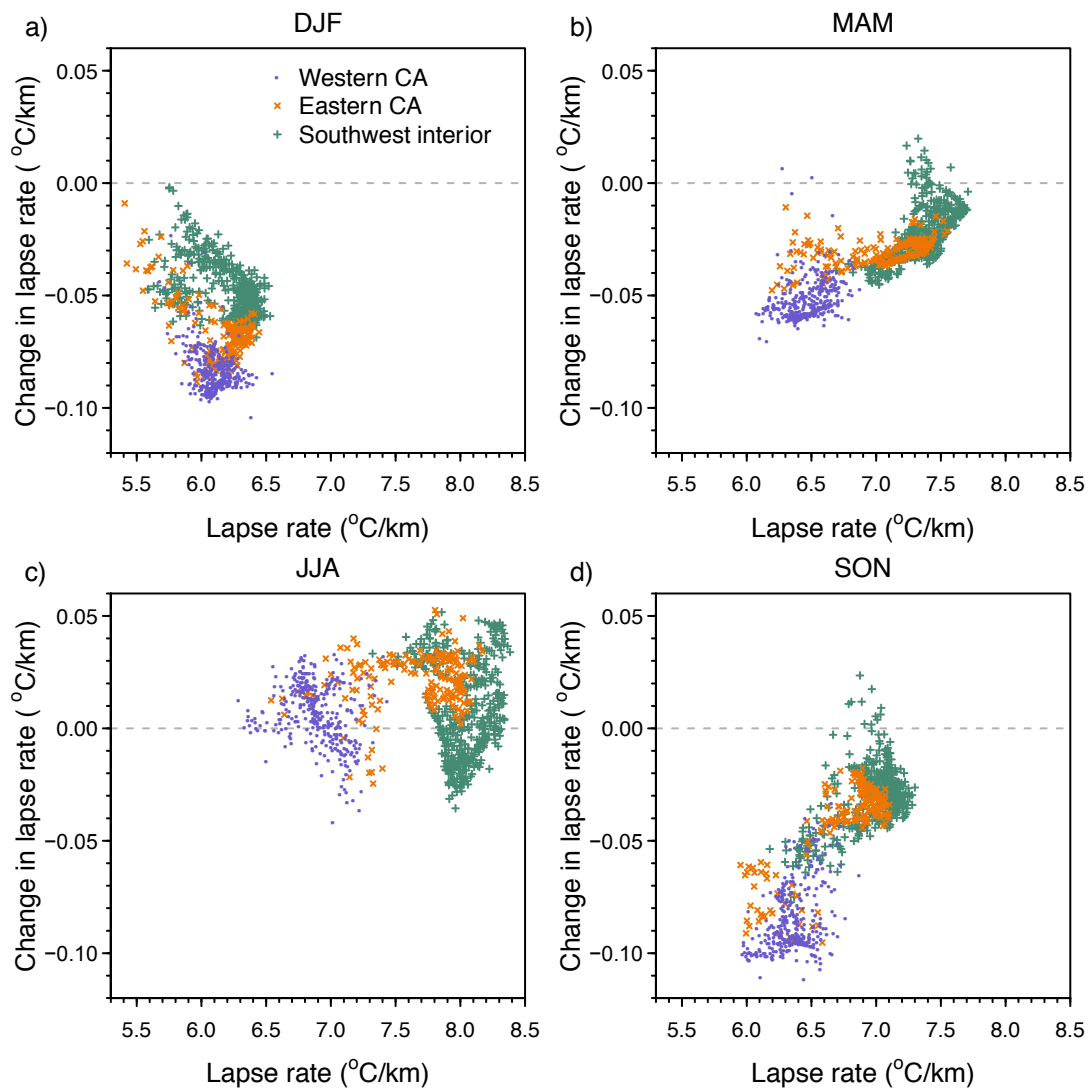 a) DJF
Western CA
Eastern CA
Southwest interior
0.05
0.00
−0.05
−0.10
Change in lapse rate ( °C/km)
5.5 6.0 6.5 7.0 7.5 8.0 8.5
Lapse rate (°C/km)
b) MAM
0.05
0.00
−0.05
−0.10
Change in lapse rate ( °C/km)
5.5 6.0 6.5 7.0 7.5 8.0 8.5
Lapse rate (°C/km)
c) JJA
0.05
0.00
−0.05
−0.10
Change in lapse rate ( °C/km)
5.5 6.0 6.5 7.0 7.5 8.0 8.5
Lapse rate (°C/km)
d) SON
0.05
0.00
−0.05
−0.10
Change in lapse rate ( °C/km)
5.5 6.0 6.5 7.0 7.5 8.0 8.5
Lapse rate (°C/km)